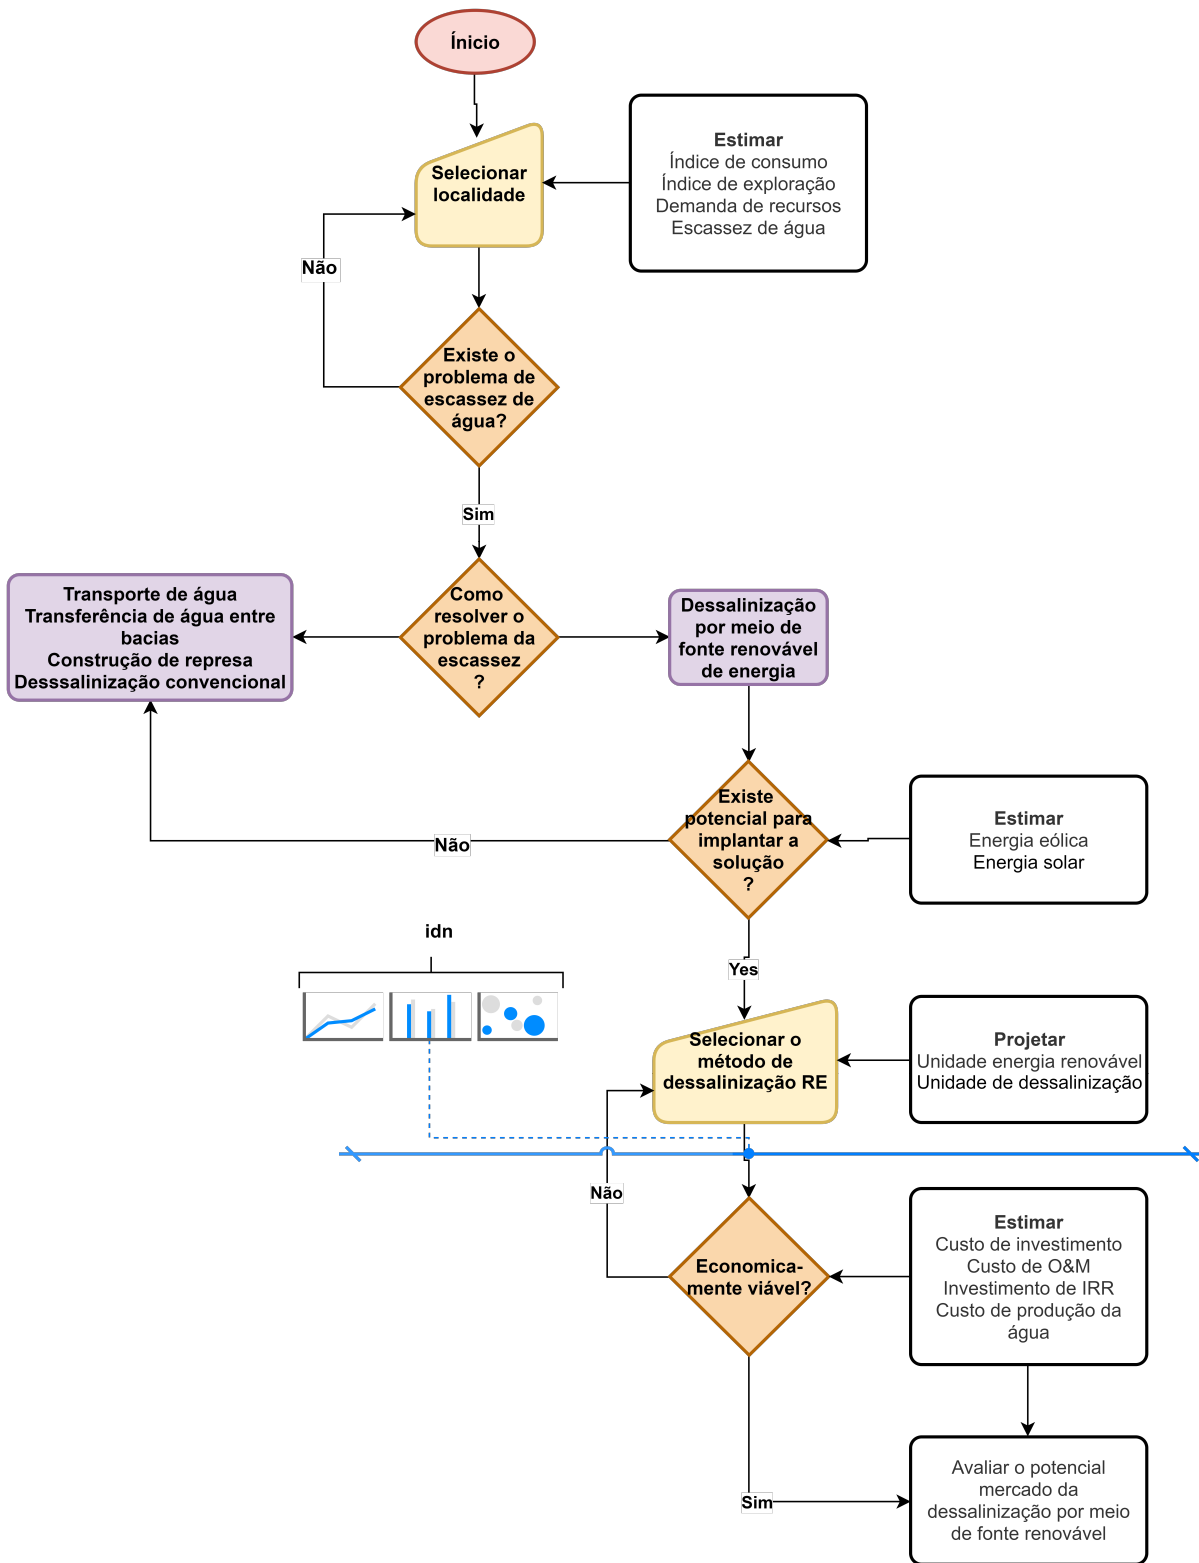 Ínicio
Estimar
Índice de consumo
Índice de exploração
Demanda de recursos
Escassez de água
Selecionar
localidade
Não
Existe o
problema de
escassez de
água?
Sim
Transporte de água
Transferência de água entre
bacias
Construção de represa
Desssalinização convencional
Como
resolver o
problema da
escassez
?
Dessalinização
por meio de
fonte renovável
de energia
Existe
potencial para
implantar a
solução
?
Estimar
Energia eólica
Energia solar
Não
idn
Yes
Selecionar o
método de
dessalinização RE
Projetar
Unidade energia renovável
Unidade de dessalinização
Não
Economica-
mente viável?
Estimar
Custo de investimento
Custo de O&M
Investimento de IRR
Custo de produção da
água
Sim
Avaliar o potencial
mercado da
dessalinização por meio
de fonte renovável